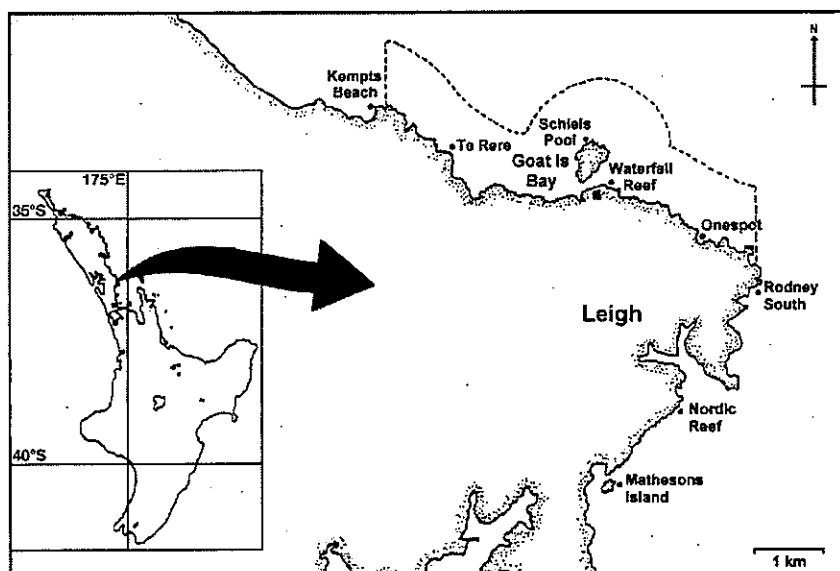 N
Kempts
Beach
Te Rere
Schiels
Pool
Goat Is
Bay
Waterfall
Reef
Onespot
Rodney
South
Leigh
Nordic
Reef
Mathesons
Island
1 km
175°E
35°S
40°S